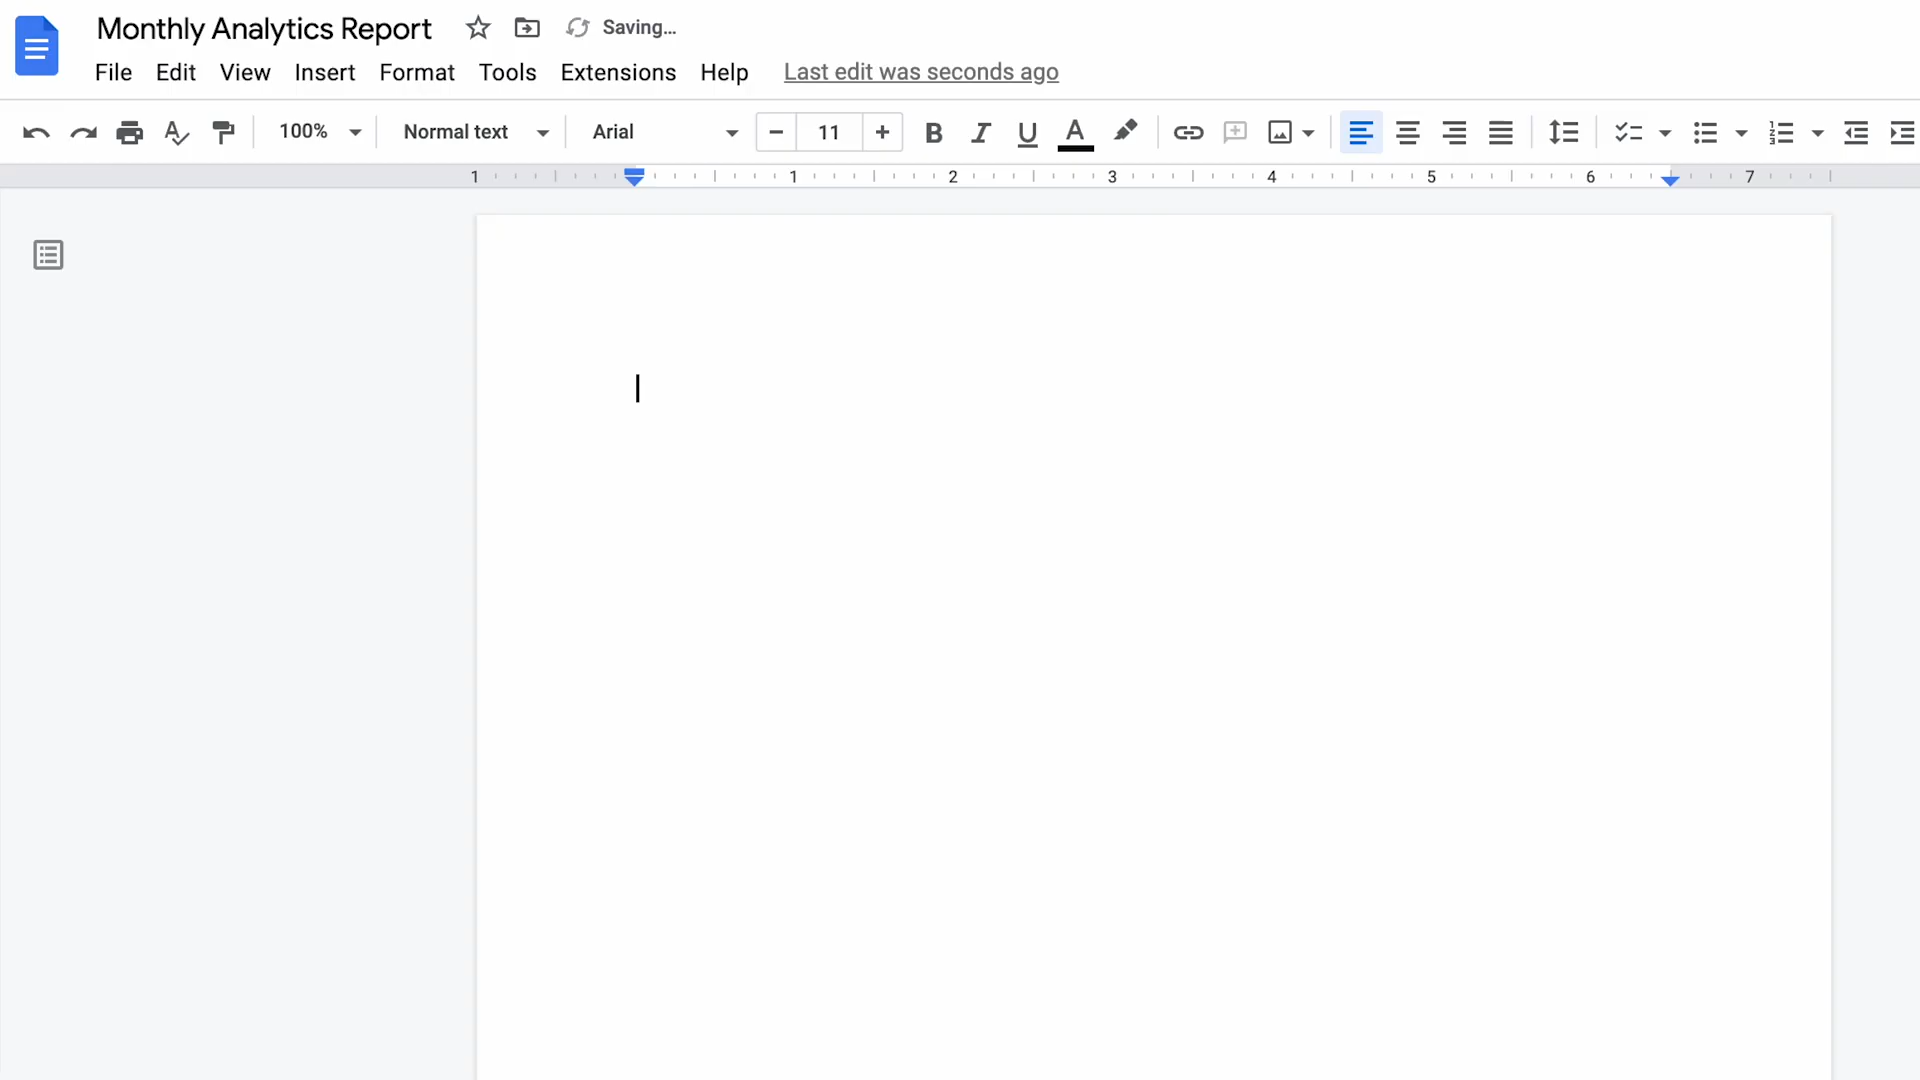 Monthly Analytics Report Saving…
File Edit View Insert Format Tools Extensions Help Last edit was seconds ago
100% Normal text Arial 11
1 1 2 3 4 5 6 7